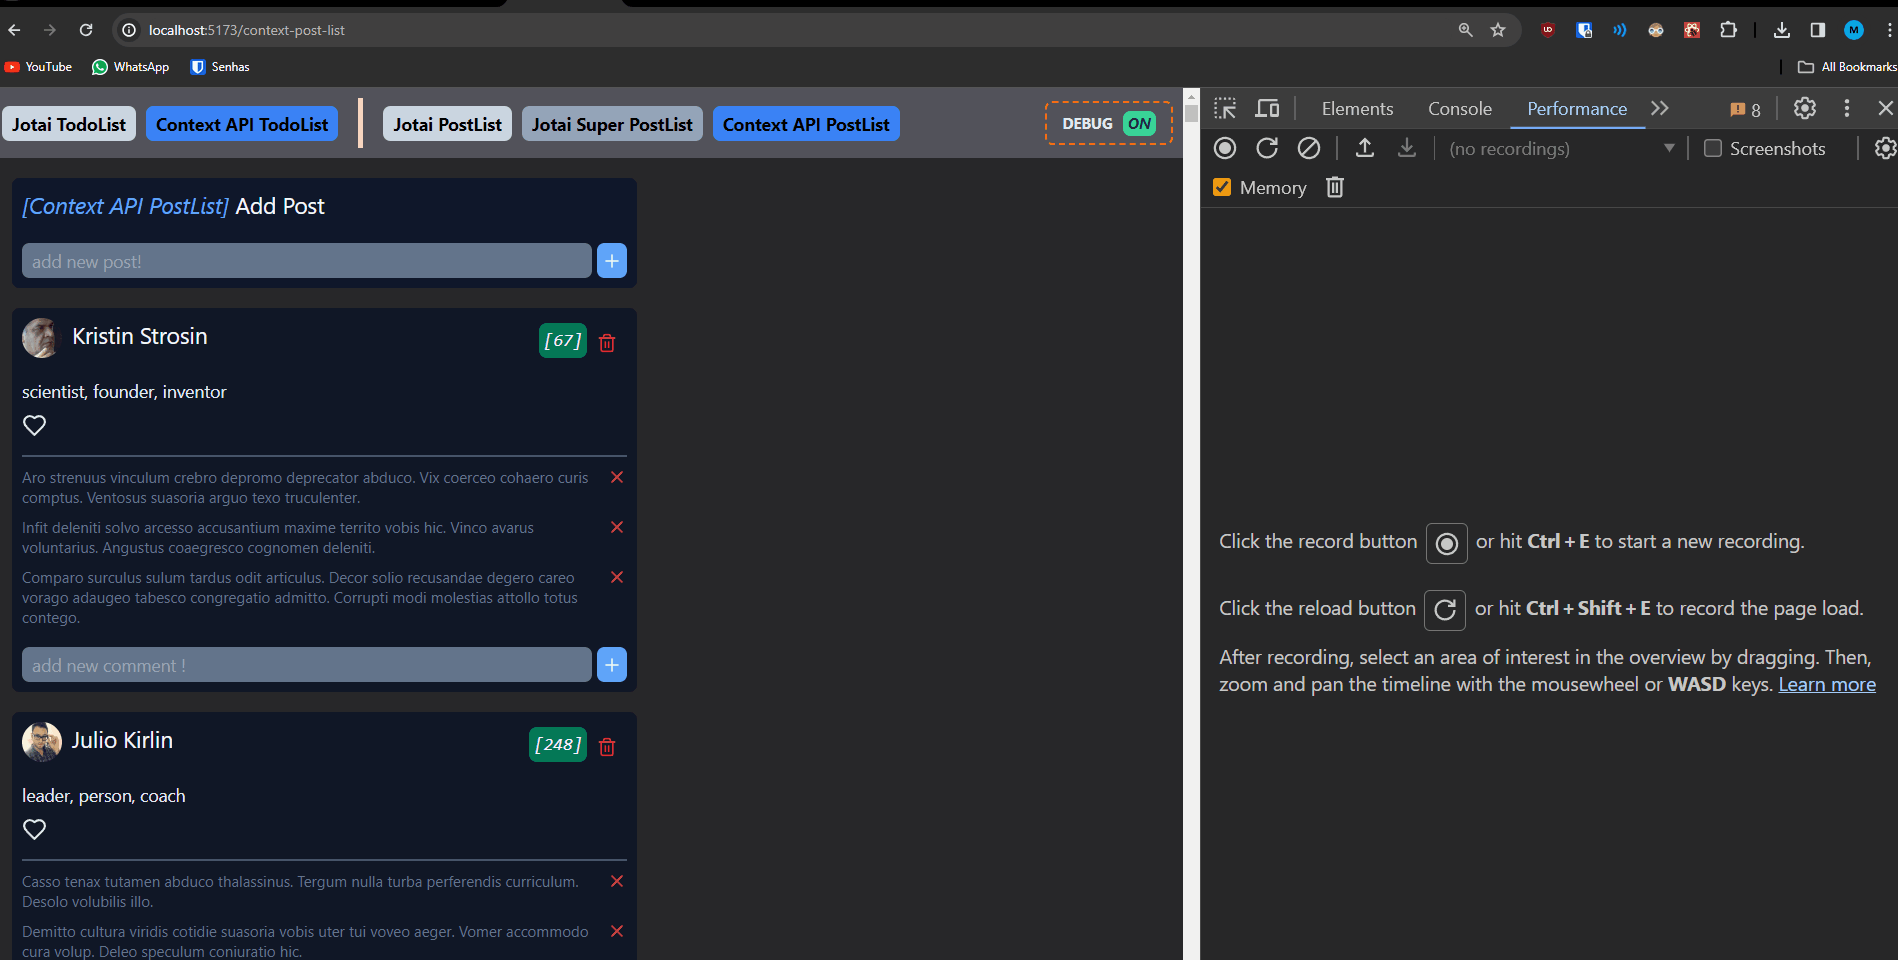 localhost:5173/context-post-list
M
YouTube WhatsApp Senhas All Bookmarks
Jotai TodoList Context API TodoList Jotai PostList Jotai Super PostList Context API PostList DEBUG ON
Elements Console Performance 8
(no recordings) Screenshots
Memory
[Context API PostList] Add Post
add new post!
Kristin Strosin [67]
scientist, founder, inventor
Aro strenuus vinculum crebro depromo deprecator abduco. Vix coerceo cohaero curis
comptus. Ventosus suasoria arguo texo truculenter.
Infit deleniti solvo arcesso accusantium maxime territo vobis hic. Vinco avarus
voluntarius. Angustus coaegresco cognomen deleniti.
Comparo surculus sulum tardus odit articulus. Decor solio recusandae degero careo
vorago adaugeo tabesco congregatio admitto. Corrupti modi molestias attollo totus
contego.
add new comment !
Julio Kirlin [248]
leader, person, coach
Casso tenax tutamen abduco thalassinus. Tergum nulla turba perferendis curriculum.
Desolo volubilis illo.
Demitto cultura viridis cotidie suasoria vobis uter tui voveo aeger. Vomer accommodo
cura volup. Deleo speculum coniuratio hic.
Click the record button or hit Ctrl + E to start a new recording.
Click the reload button or hit Ctrl + Shift + E to record the page load.
After recording, select an area of interest in the overview by dragging. Then,
zoom and pan the timeline with the mousewheel or WASD keys. Learn more